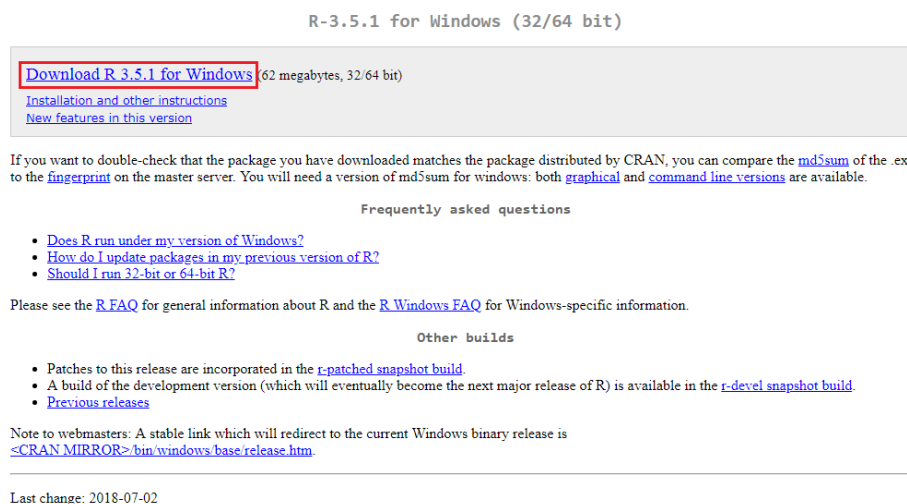 R-3.5.1 for Windows (32/64 bit)
Download R 3.5.1 for Windows (62 megabytes, 32/64 bit)
Installation and other instructions
New features in this version
If you want to double-check that the package you have downloaded matches the package distributed by CRAN, you can compare the md5sum of the .ex
to the fingerprint on the master server. You will need a version of md5sum for windows: both graphical and command line versions are available.
Frequently asked questions
• Does R run under my version of Windows?
• How do I update packages in my previous version of R?
• Should I run 32-bit or 64-bit R?
Please see the R FAQ for general information about R and the R Windows FAQ for Windows-specific information.
Other builds
• Patches to this release are incorporated in the r-patched snapshot build.
• A build of the development version (which will eventually become the next major release of R) is available in the r-devel snapshot build.
• Previous releases
Note to webmasters: A stable link which will redirect to the current Windows binary release is
<CRAN MIRROR>/bin/windows/base/release.htm.
Last change: 2018-07-02